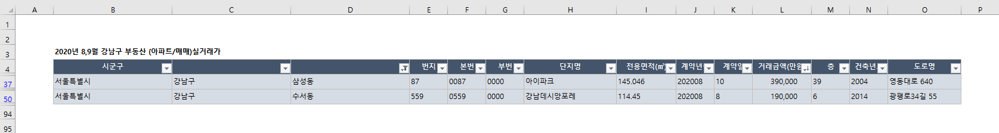 A B C D E F G H I J K L M N O P
1
2
3 2020년 8,9월 강남구 부동산 (아파트/매매)실거래가
4 시군구 번지 본번 부번 단지명 전용면적(㎡) 계약년 계약일 거래금액(만원 층 건축년 도로명
37 서울특별시 강남구 삼성동 87 0087 0000 아이파크 145.046 202008 10 390,000 39 2004 영동대로 640
50 서울특별시 강남구 수서동 559 0559 0000 강남데시앙포레 114.45 202008 8 190,000 6 2014 광평로34길 55
94
95